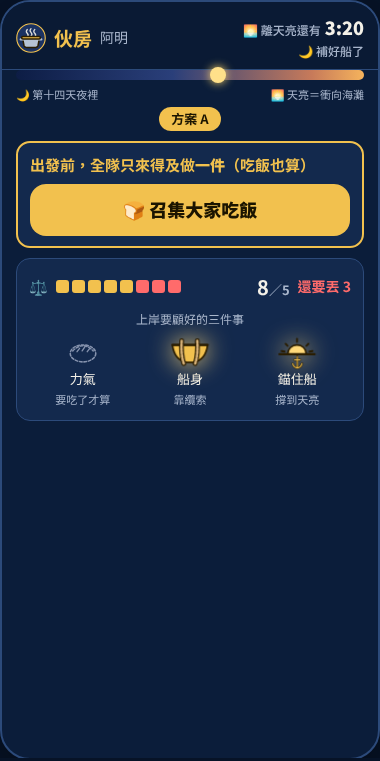 伙房 阿明
🌅 離天亮還有 3:20
🌙 補好船了
🌙 第十四天夜裡
🌅 天亮＝衝向海灘
方案 A
出發前，全隊只來得及做一件（吃飯也算）
🍞 召集大家吃飯
⚖️ 8／5 還要丟 3
上岸要顧好的三件事
力氣 船身 錨住船
要吃了才算 靠纜索 撐到天亮